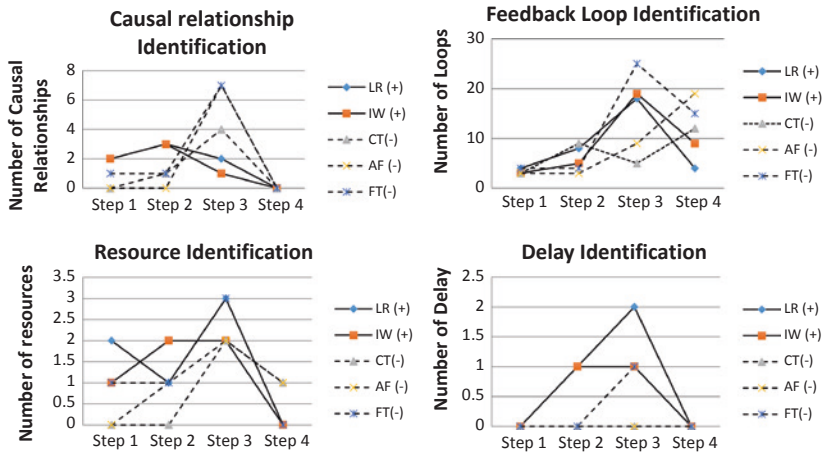 Causal relationship
Identification
Number of Causal
Relationships
8
6
4
2
0
Step 1 Step 2 Step 3 Step 4
LR (+)
IW (+)
CT(-)
AF (-)
FT(-)
Feedback Loop Identification
Number of Loops
30
20
10
0
Step 1 Step 2 Step 3 Step 4
LR (+)
IW (+)
CT(-)
AF (-)
FT(-)
Resource Identification
Number of resources
3.5
3
2.5
2
1.5
1
0.5
0
Step 1 Step 2 Step 3 Step 4
LR (+)
IW (+)
CT(-)
AF (-)
FT(-)
Delay Identification
Number of Delay
2.5
2
1.5
1
0.5
0
Step 1 Step 2 Step 3 Step 4
LR (+)
IW (+)
CT(-)
AF (-)
FT(-)